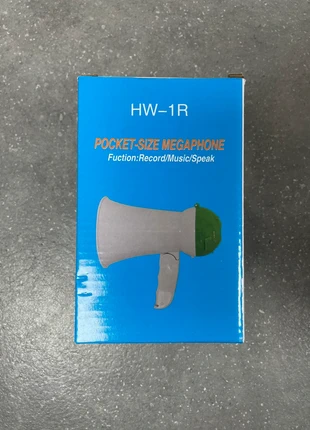 HW-1R
POCKET-SIZE MEGAPHONE
Fuction:Record/Music/Speak